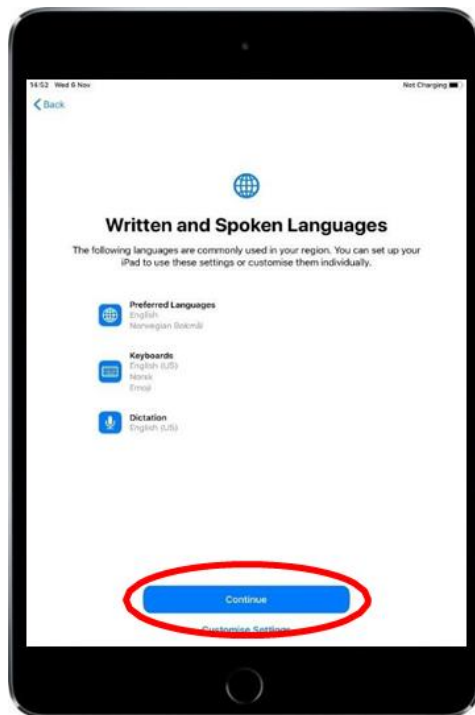 14:52 Wed 6 Nov
Not Charging
Back
Written and Spoken Languages
The following languages are commonly used in your region. You can set up your
iPad to use these settings or customise them individually.
Preferred Languages
English
Norwegian Bokmål
Keyboards
English (US)
Norsk
Emoji
Dictation
English (US)
Continue
Customise Settings